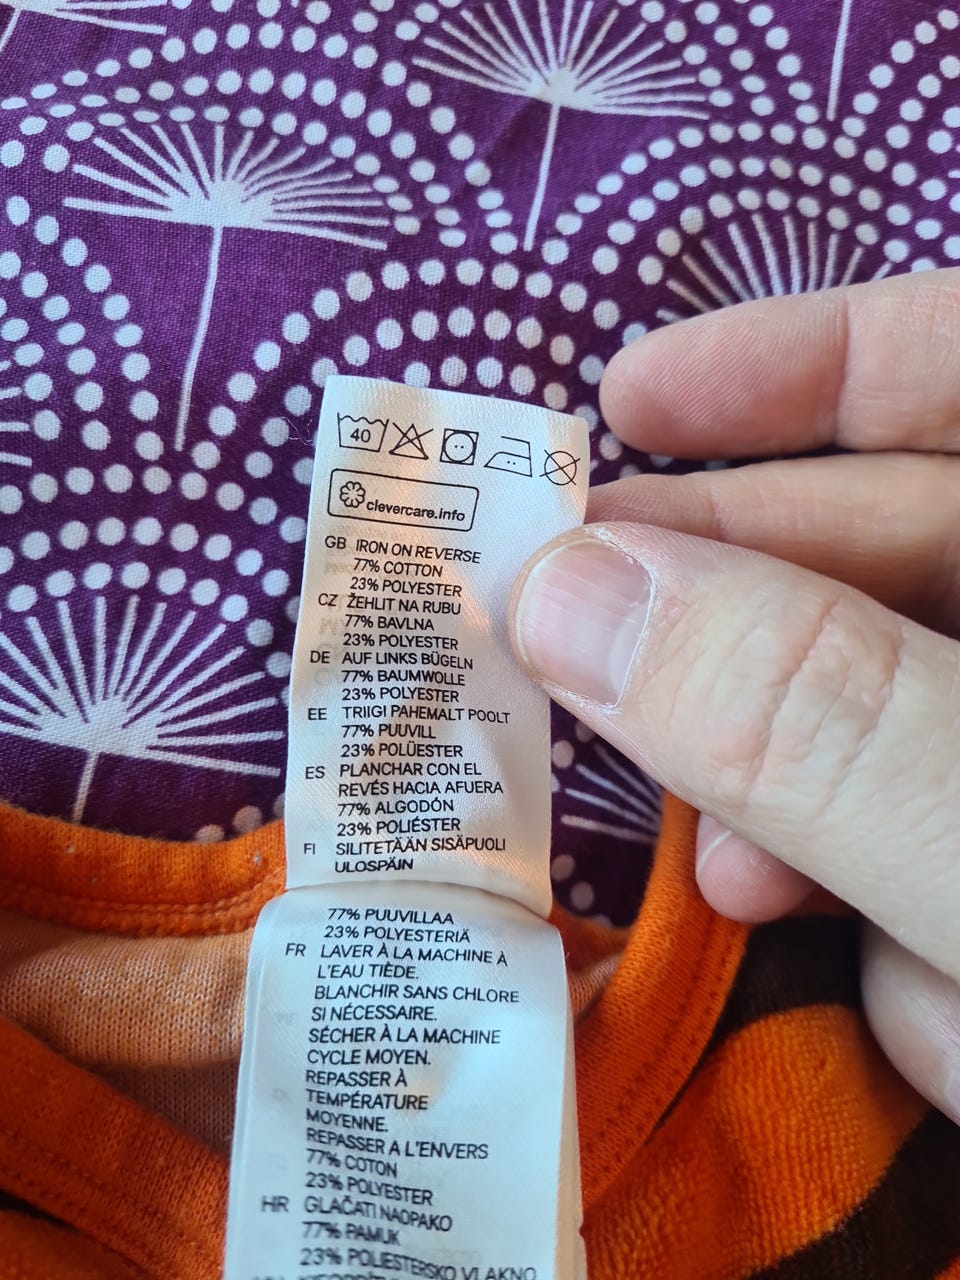 40
clevercare.info
GB IRON ON REVERSE
77% COTTON
23% POLYESTER
CZ ŽEHLIT NA RUBU
77% BAVLNA
23% POLYESTER
DE AUF LINKS BÜGELN
77% BAUMWOLLE
23% POLYESTER
EE TRIIGI PAHEMALT POOLT
77% PUUVILL
23% POLÜESTER
ES PLANCHAR CON EL
REVÉS HACIA AFUERA
77% ALGODÓN
23% POLIÉSTER
FI SILITETÄÄN SISÄPUOLI
ULOSPÄIN
77% PUUVILLAA
23% POLYESTERIÄ
FR LAVER À LA MACHINE À
L'EAU TIÈDE.
BLANCHIR SANS CHLORE
SI NÉCESSAIRE.
SÉCHER À LA MACHINE
CYCLE MOYEN.
REPASSER À
TEMPÉRATURE
MOYENNE.
REPASSER A L'ENVERS
77% COTON
23% POLYESTER
HR GLAČATI NAOPAKO
77% PAMUK
23% POLIESTERSKO VLAKNO